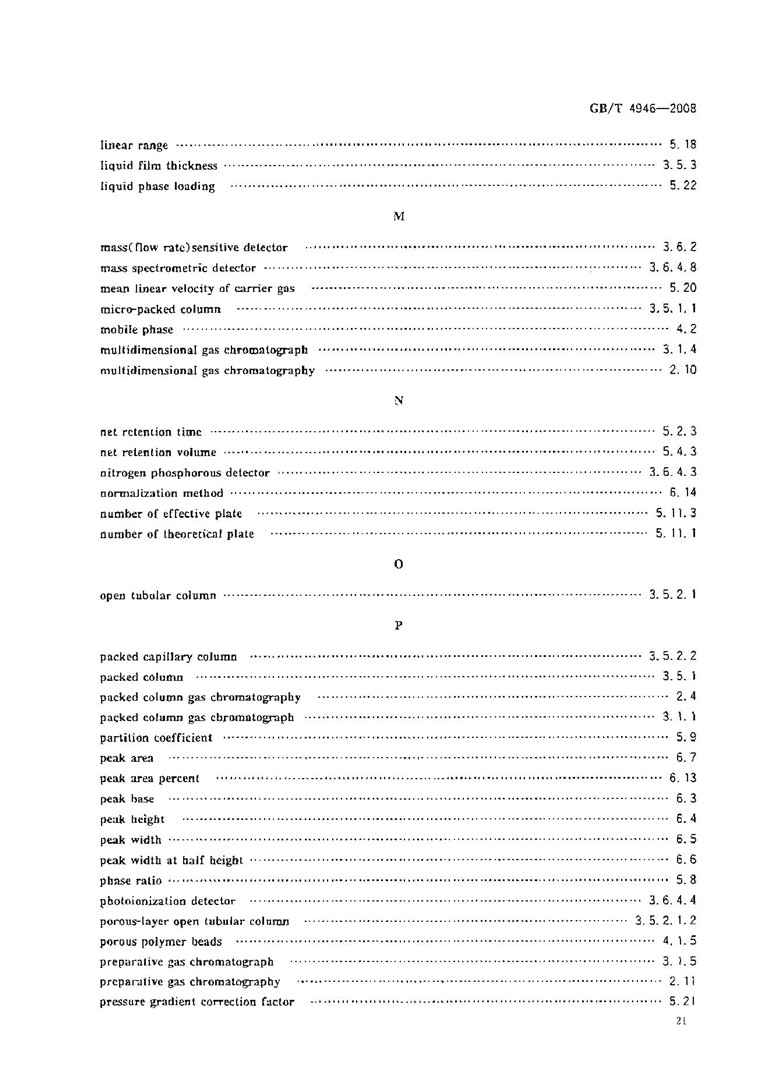 GB/T 4946—2008
linear range ………… 5.18
liquid film thickness ………… 3.5.3
liquid phase loading ………… 5.22
M
mass(flow rate)sensitive detector ………… 3.6.2
mass spectrometric detector ………… 3.6.4.8
mean linear velocity of carrier gas ………… 5.20
micro-packed column ………… 3.5.1.1
mobile phase ………… 4.2
multidimensional gas chromatograph ………… 3.1.4
multidimensional gas chromatography ………… 2.10
N
net retention time ………… 5.2.3
net retention volume ………… 5.4.3
nitrogen phosphorous detector ………… 3.6.4.3
normalization method ………… 6.14
number of effective plate ………… 5.11.3
number of theoretical plate ………… 5.11.1
O
open tubular column ………… 3.5.2.1
P
packed capillary column ………… 3.5.2.2
packed column ………… 3.5.1
packed column gas chromatography ………… 2.4
packed column gas chromatograph ………… 3.1.1
partition coefficient ………… 5.9
peak area ………… 6.7
peak area percent ………… 6.13
peak base ………… 6.3
peak height ………… 6.4
peak width ………… 6.5
peak width at half height ………… 6.6
phase ratio ………… 5.8
photoionization detector ………… 3.6.4.4
porous-layer open tubular column ………… 3.5.2.1.2
porous polymer beads ………… 4.1.5
preparative gas chromatograph ………… 3.1.5
preparative gas chromatography ………… 2.11
pressure gradient correction factor ………… 5.21
21